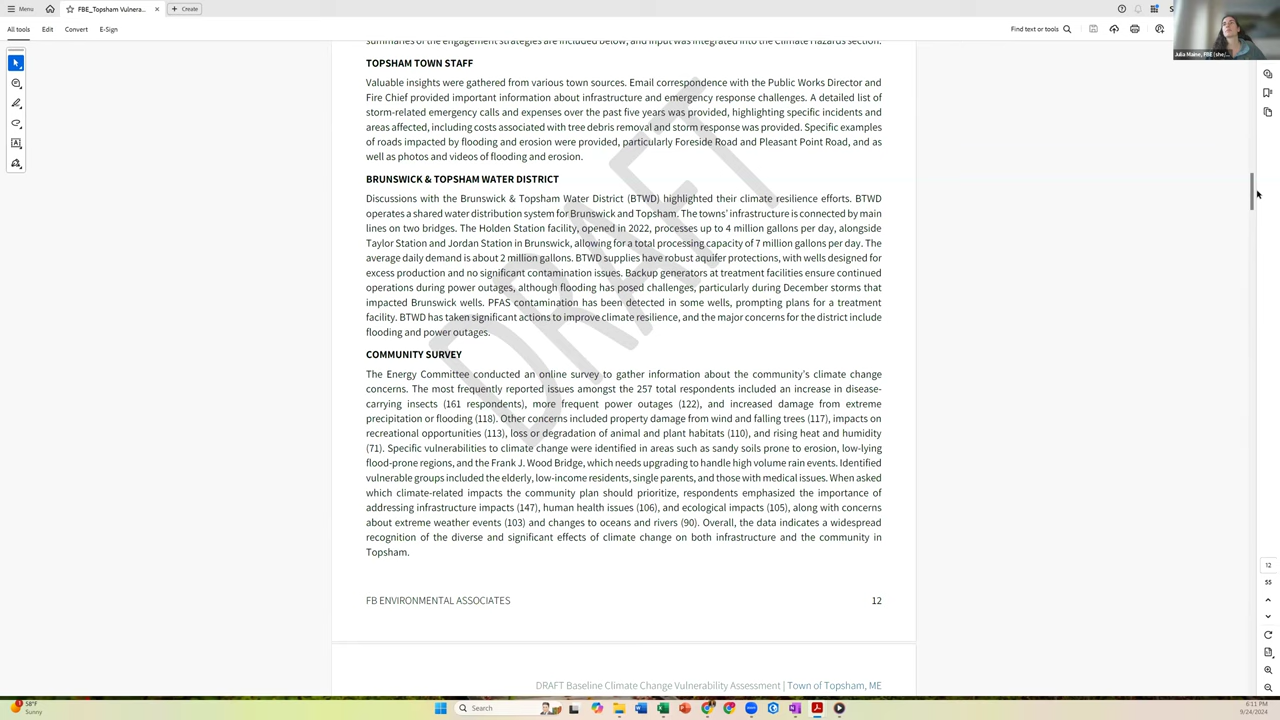 Menu
FBE_Topsham Vulnera...
Create
All tools
Edit
Convert
E-Sign
Find text or tools
Julia Maine, FBE (she/...
summaries of the engagement strategies are included below, and input was integrated into the Climate Hazards section.
TOPSHAM TOWN STAFF
Valuable insights were gathered from various town sources. Email correspondence with the Public Works Director and
Fire Chief provided important information about infrastructure and emergency response challenges. A detailed list of
storm-related emergency calls and expenses over the past five years was provided, highlighting specific incidents and
areas affected, including costs associated with tree debris removal and storm response was provided. Specific examples
of roads impacted by flooding and erosion were provided, particularly Foreside Road and Pleasant Point Road, and as
well as photos and videos of flooding and erosion.
BRUNSWICK & TOPSHAM WATER DISTRICT
Discussions with the Brunswick & Topsham Water District (BTWD) highlighted their climate resilience efforts. BTWD
operates a shared water distribution system for Brunswick and Topsham. The towns' infrastructure is connected by main
lines on two bridges. The Holden Station facility, opened in 2022, processes up to 4 million gallons per day, alongside
Taylor Station and Jordan Station in Brunswick, allowing for a total processing capacity of 7 million gallons per day. The
average daily demand is about 2 million gallons. BTWD supplies have robust aquifer protections, with wells designed for
excess production and no significant contamination issues. Backup generators at treatment facilities ensure continued
operations during power outages, although flooding has posed challenges, particularly during December storms that
impacted Brunswick wells. PFAS contamination has been detected in some wells, prompting plans for a treatment
facility. BTWD has taken significant actions to improve climate resilience, and the major concerns for the district include
flooding and power outages.
COMMUNITY SURVEY
The Energy Committee conducted an online survey to gather information about the community's climate change
concerns. The most frequently reported issues amongst the 257 total respondents included an increase in disease-
carrying insects (161 respondents), more frequent power outages (122), and increased damage from extreme
precipitation or flooding (118). Other concerns included property damage from wind and falling trees (117), impacts on
recreational opportunities (113), loss or degradation of animal and plant habitats (110), and rising heat and humidity
(71). Specific vulnerabilities to climate change were identified in areas such as sandy soils prone to erosion, low-lying
flood-prone regions, and the Frank J. Wood Bridge, which needs upgrading to handle high volume rain events. Identified
vulnerable groups included the elderly, low-income residents, single parents, and those with medical issues. When asked
which climate-related impacts the community plan should prioritize, respondents emphasized the importance of
addressing infrastructure impacts (147), human health issues (106), and ecological impacts (105), along with concerns
about extreme weather events (103) and changes to oceans and rivers (90). Overall, the data indicates a widespread
recognition of the diverse and significant effects of climate change on both infrastructure and the community in
Topsham.
DRAFT
FB ENVIRONMENTAL ASSOCIATES
12
12
55
DRAFT Baseline Climate Change Vulnerability Assessment | Town of Topsham, ME
58°F
Sunny
Search
6:11 PM
9/24/2024